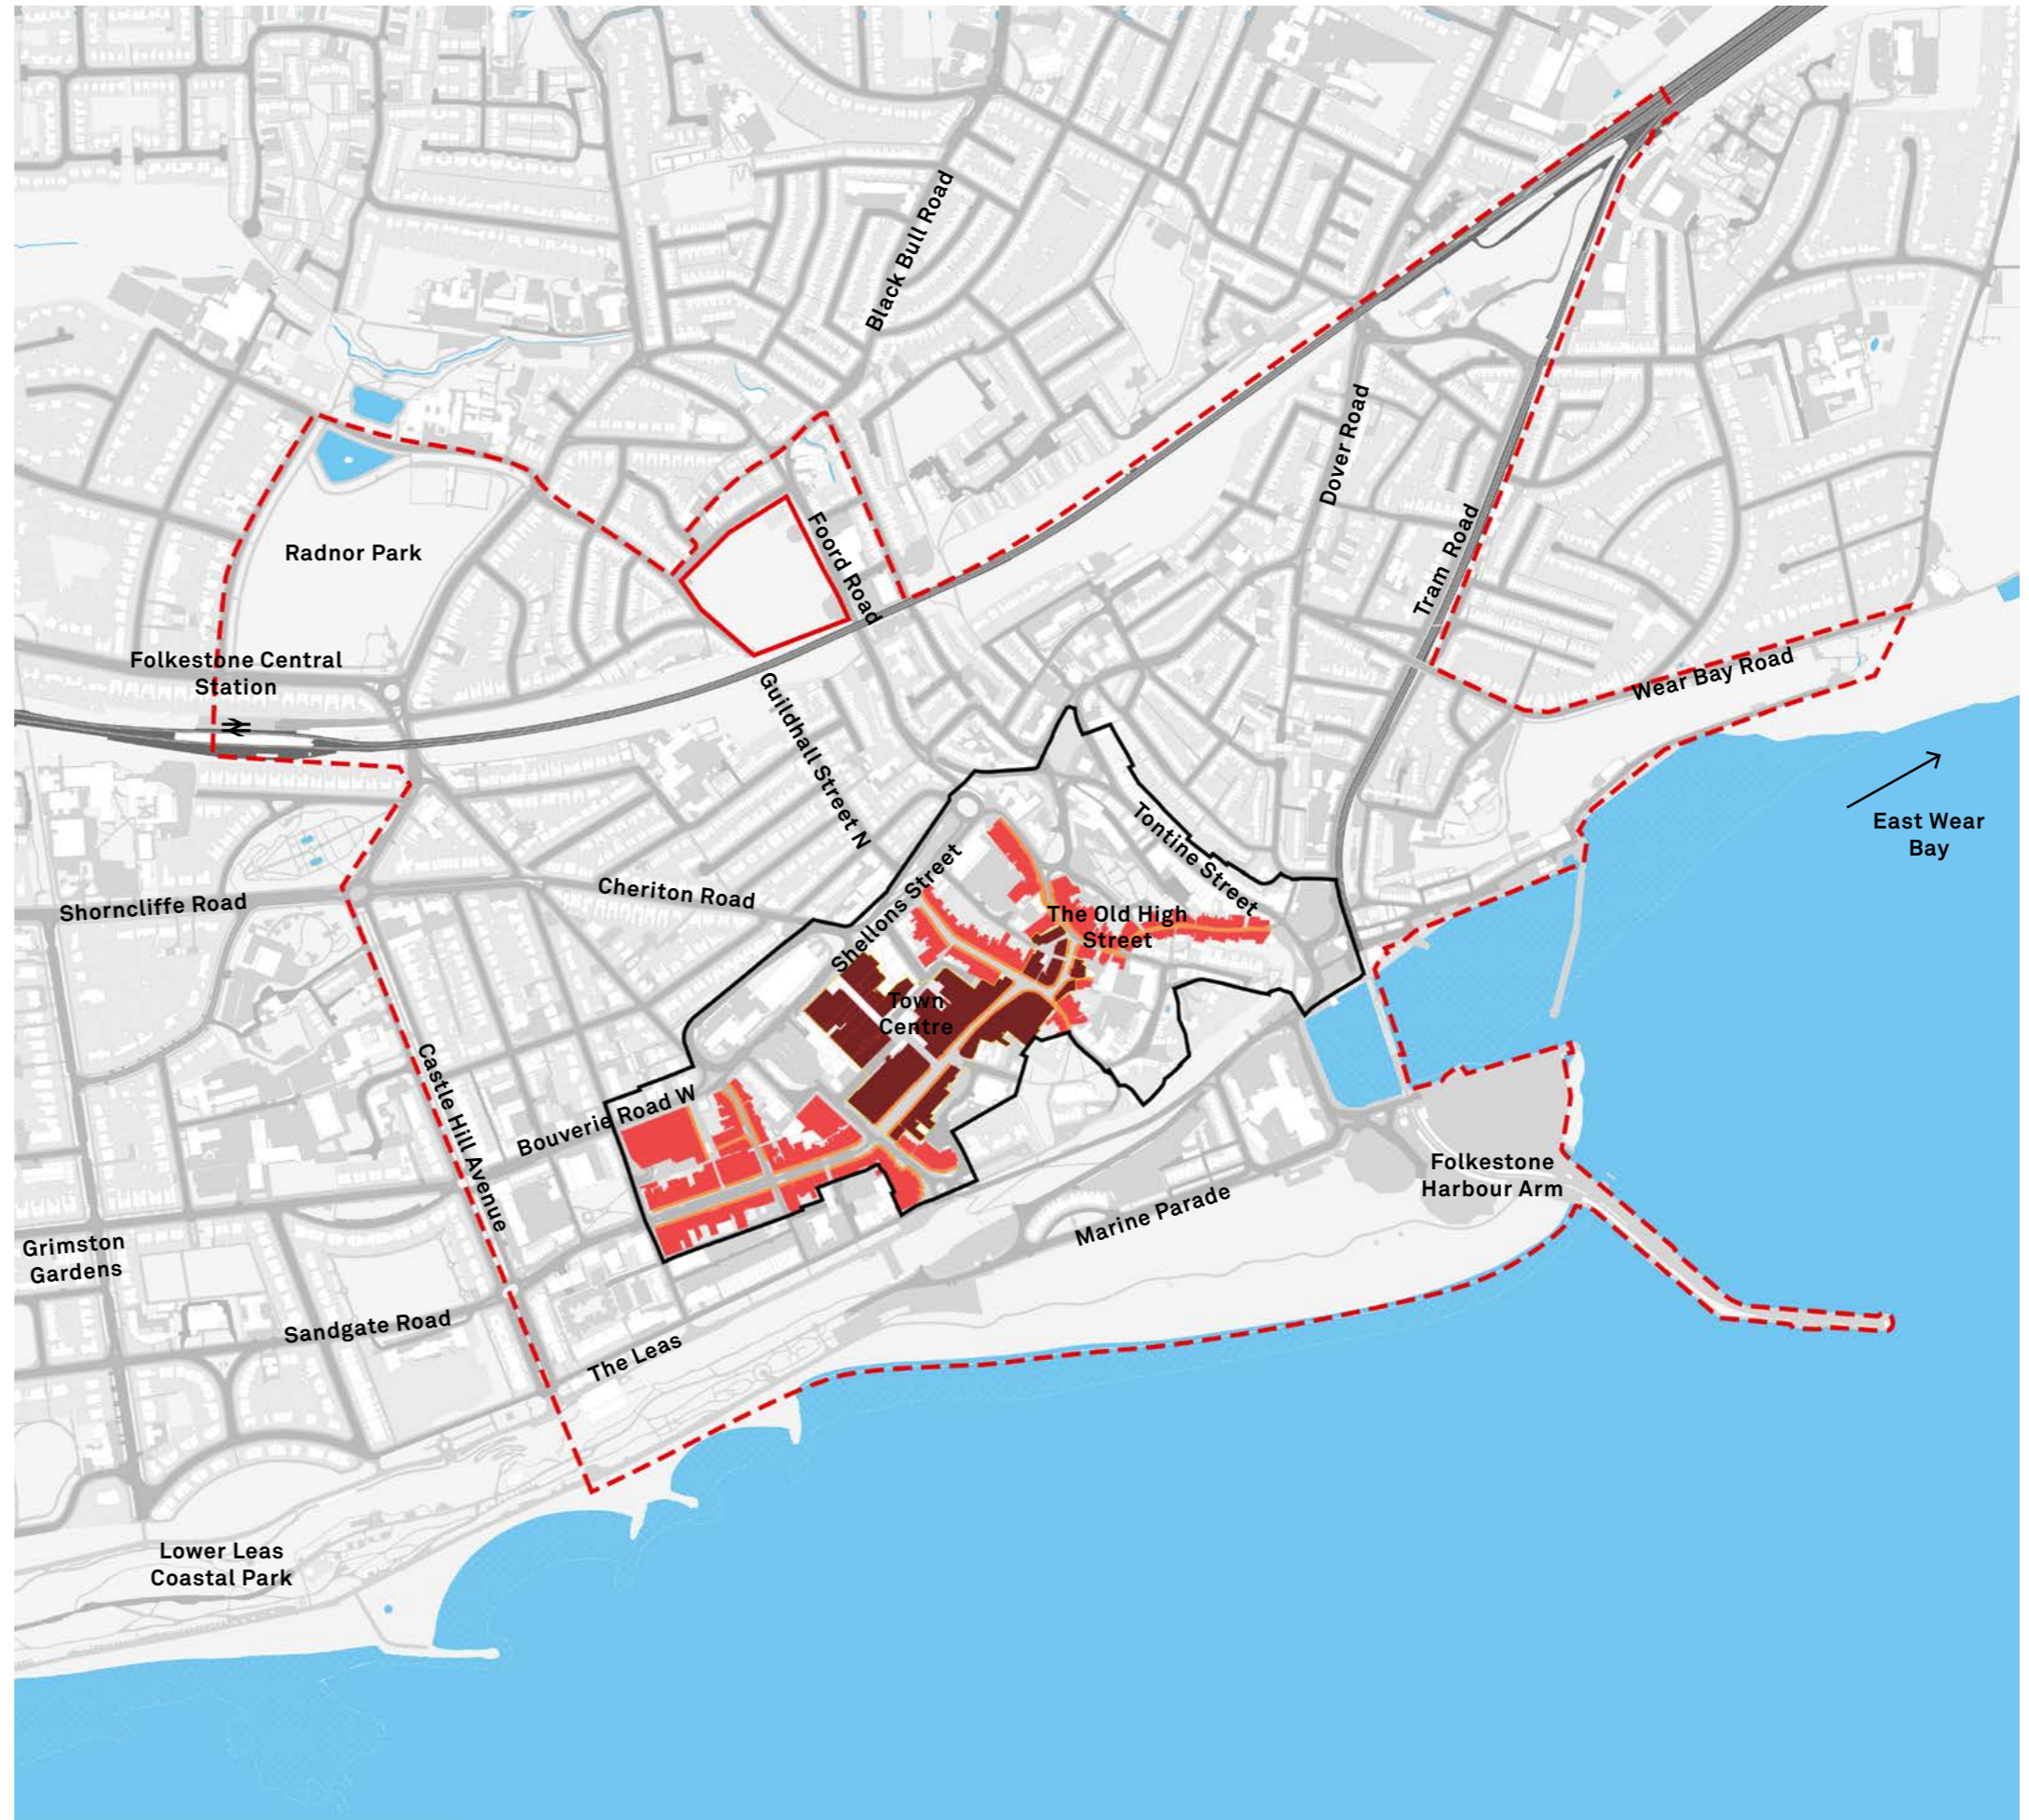 Black Bull Road
Dover Road
Radnor Park
Foord Road
Tram Road
Folkestone Central
Station
Wear Bay Road
Guildhall Street N
East Wear
Bay
Tontine Street
Shellons Street
Cheriton Road
Shorncliffe Road
The Old High
Street
Town
Centre
Castle Hill Avenue
Bouverie Road W
Folkestone
Harbour Arm
Marine Parade
Grimston
Gardens
Sandgate Road
The Leas
Lower Leas
Coastal Park